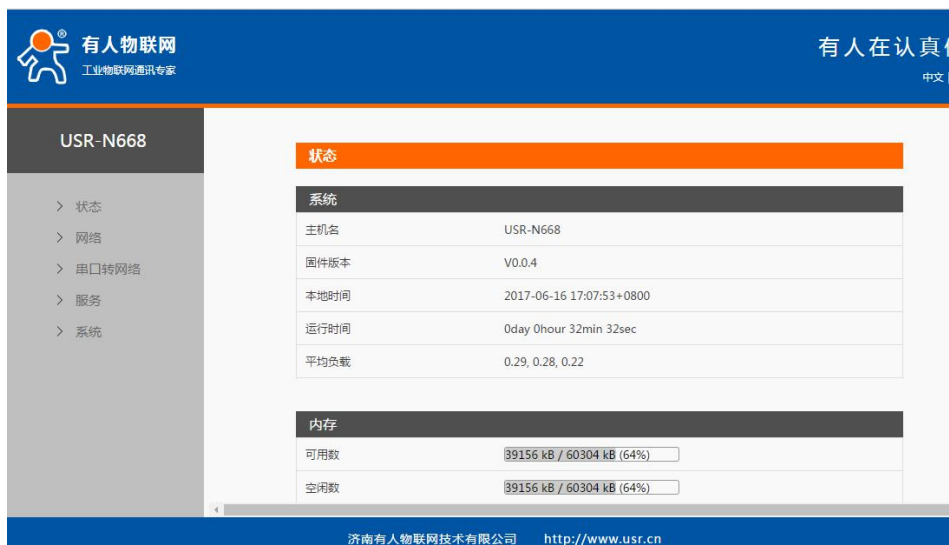 有人物联网
工业物联网通讯专家
有人在认真
中文
USR-N668
状态
网络
串口转网络
服务
系统
状态
系统
主机名 USR-N668
固件版本 V0.0.4
本地时间 2017-06-16 17:07:53+0800
运行时间 0day 0hour 32min 32sec
平均负载 0.29, 0.28, 0.22
内存
可用数 39156 kB / 60304 kB (64%)
空闲数 39156 kB / 60304 kB (64%)
济南有人物联网技术有限公司 http://www.usr.cn